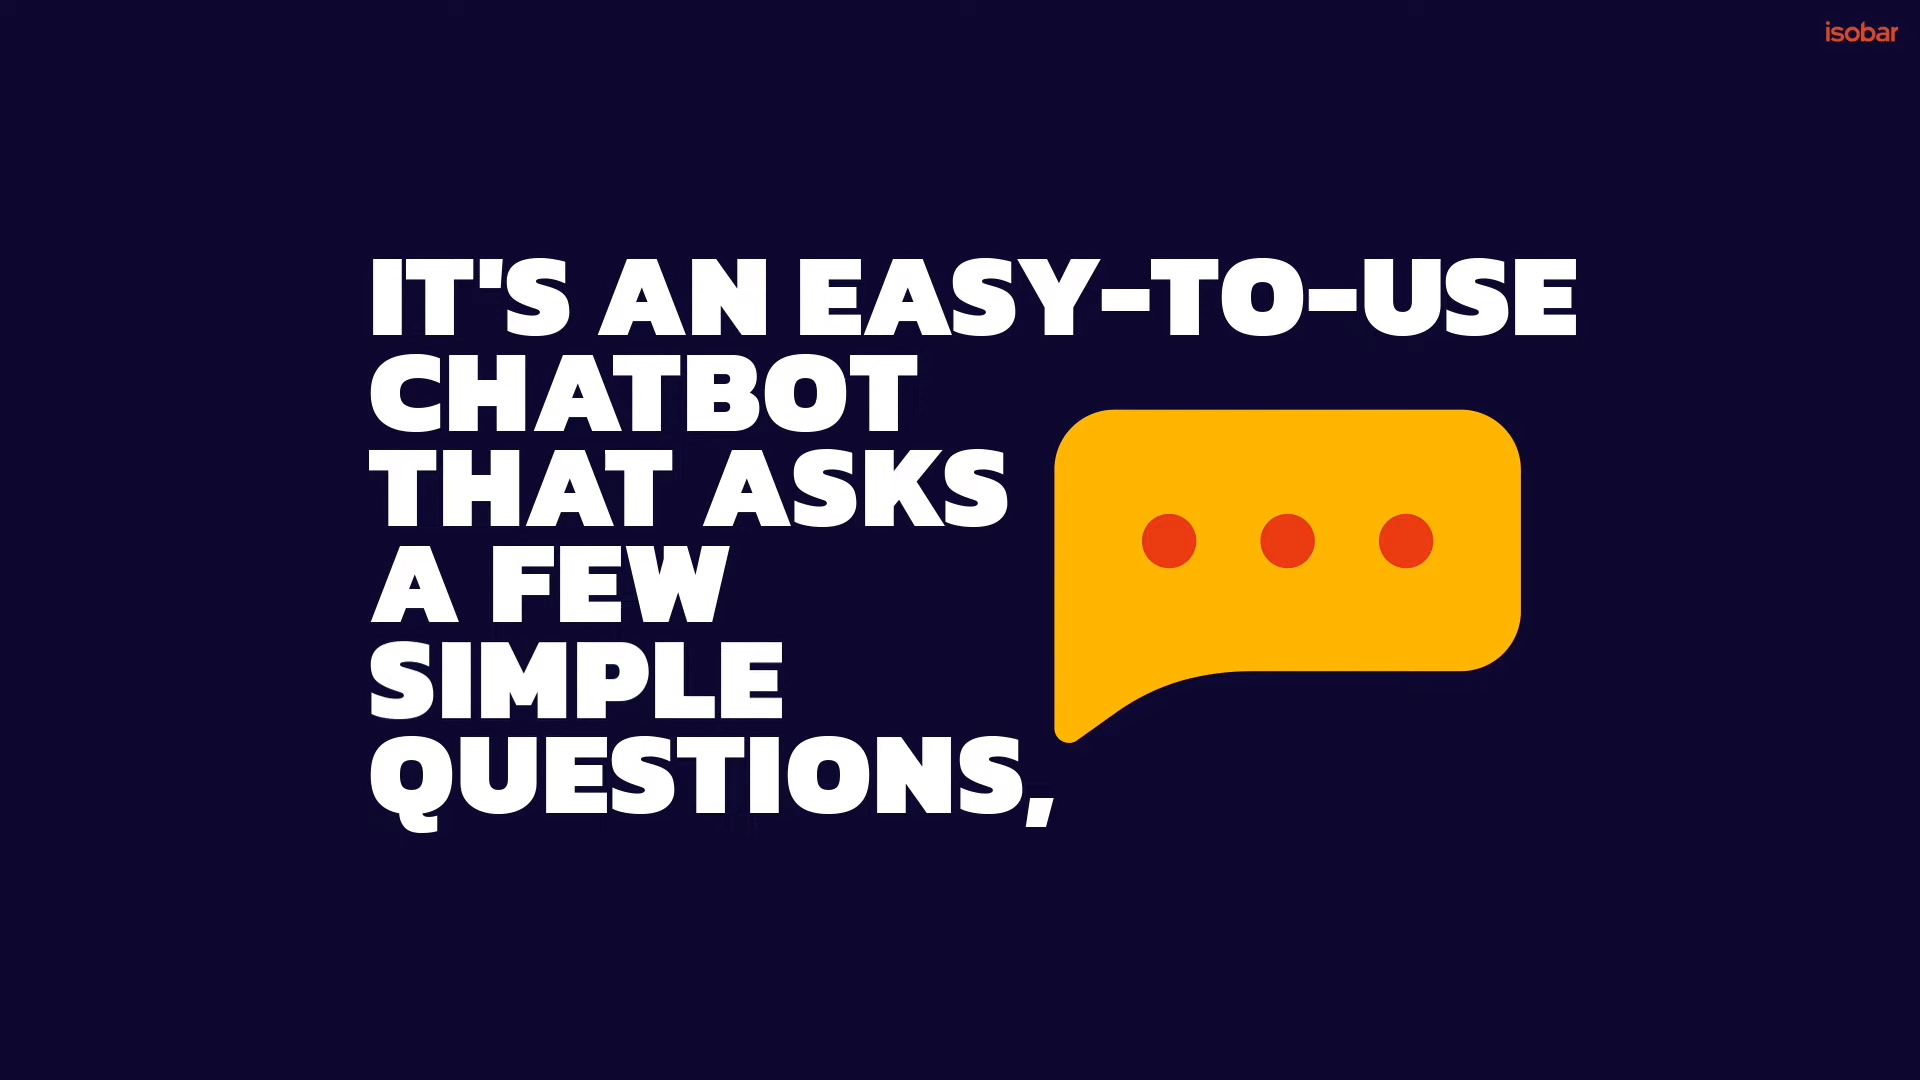 isobar
IT'S AN EASY-TO-USE
CHATBOT
THAT ASKS
A FEW
SIMPLE
QUESTIONS,